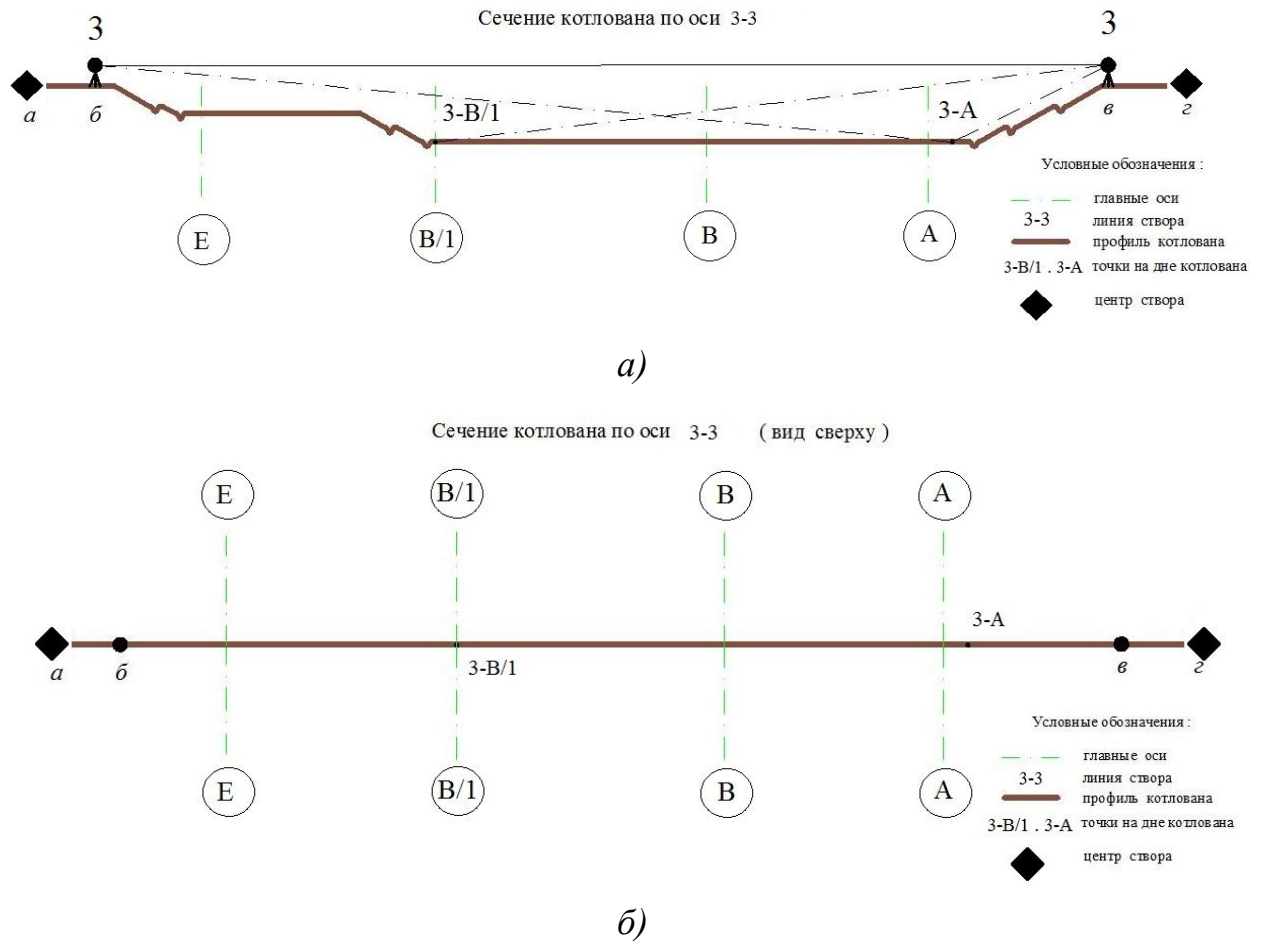 Сечение котлована по оси 3-3
3 3
а б 3-В/1 3-А в г
Е В/1 В А
Условные обозначения :
главные оси
3-3 линия створа
профиль котлована
3-В/1 . 3-А точки на дне котлована
центр створа
а)
Сечение котлована по оси 3-3 ( вид сверху )
Е В/1 В А
3-А
а б 3-В/1 в г
Е В/1 В А
Условные обозначения :
главные оси
3-3 линия створа
профиль котлована
3-В/1 . 3-А точки на дне котлована
центр створа
б)